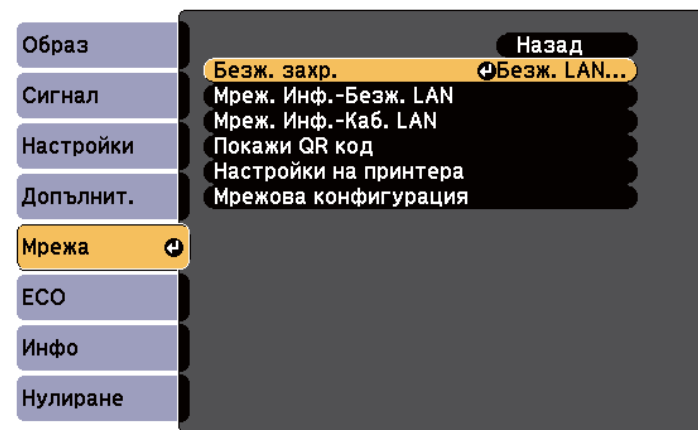 Образ
Сигнал
Настройки
Допълнит.
Мрежа
ECO
Инфо
Нулиране
Назад
Безж. захр. Безж. LAN...
Мреж. Инф.-Безж. LAN
Мреж. Инф.-Каб. LAN
Покажи QR код
Настройки на принтера
Мрежова конфигурация